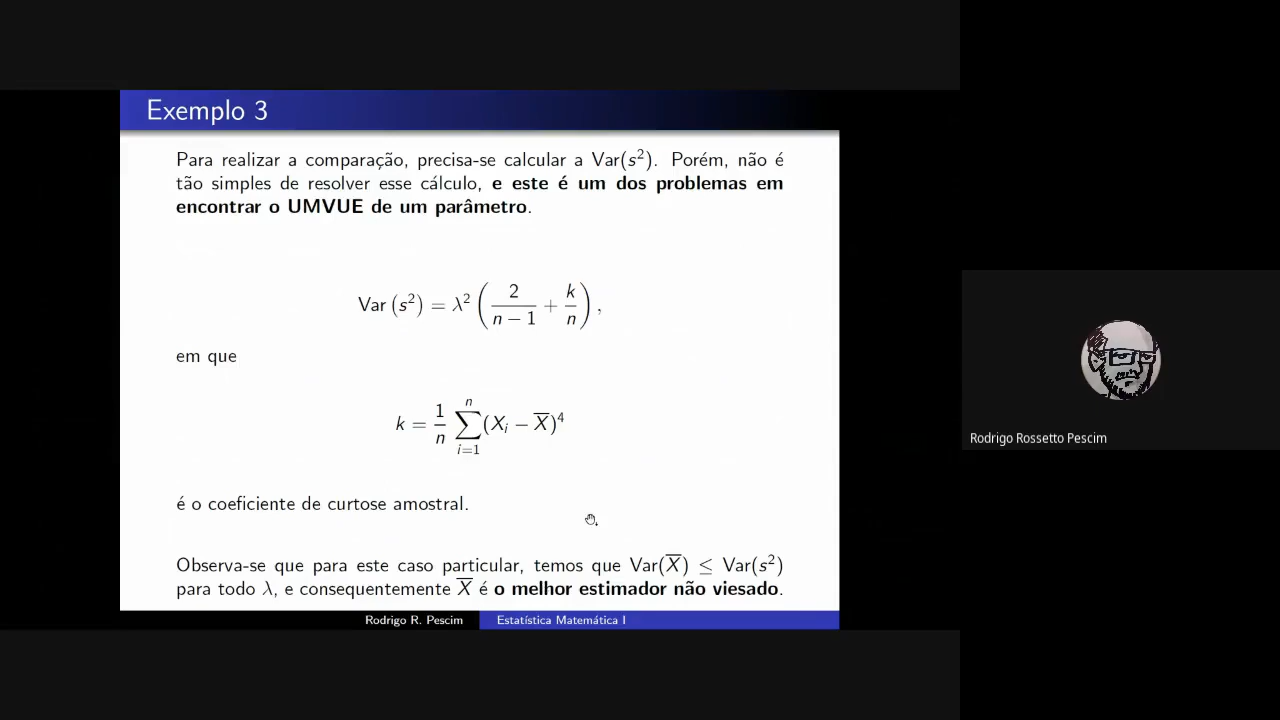 Exemplo 3
Para realizar a comparação, precisa-se calcular a Var(s²). Porém, não é
tão simples de resolver esse cálculo, e este é um dos problemas em
encontrar o UMVUE de um parâmetro.
Var (s²) = λ² ( 2/(n − 1) + k/n ) ,
em que
k = 1/n ∑_{i=1}^{n} (X_i − X̅)⁴
é o coeficiente de curtose amostral.
Observa-se que para este caso particular, temos que Var(X̅) ≤ Var(s²)
para todo λ, e consequentemente X̅ é o melhor estimador não viesado.
Rodrigo R. Pescim
Estatística Matemática I
Rodrigo Rossetto Pescim